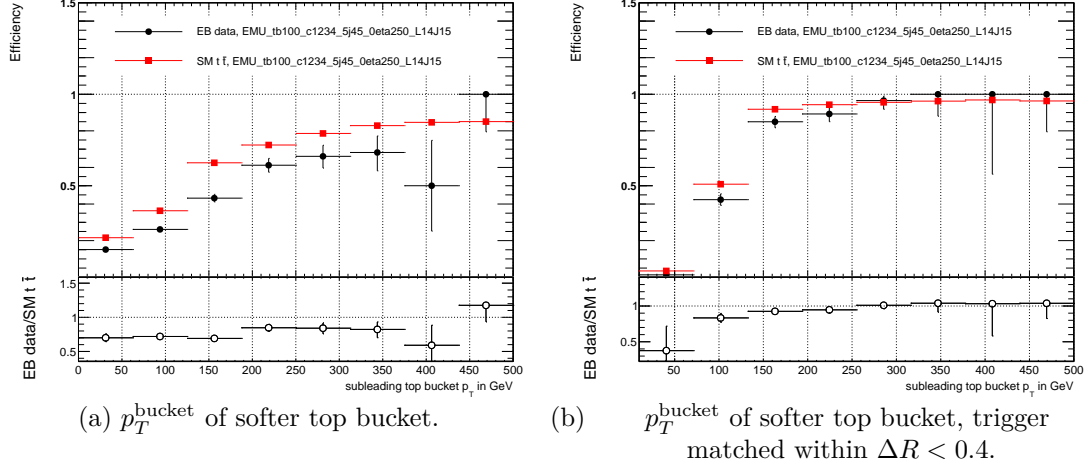 Efficiency
1.5
EB data, EMU_tb100_c1234_5j45_0eta250_L14J15
SM t t̄, EMU_tb100_c1234_5j45_0eta250_L14J15
1
0.5
EB data/SM t t̄
1.5
1
0.5
0 50 100 150 200 250 300 350 400 450 500
subleading top bucket p_T in GeV
(a) p_T^bucket of softer top bucket.
Efficiency
1.5
EB data, EMU_tb100_c1234_5j45_0eta250_L14J15
SM t t̄, EMU_tb100_c1234_5j45_0eta250_L14J15
1
0.5
EB data/SM t t̄
1
0.5
50 100 150 200 250 300 350 400 450 500
subleading top bucket p_T in GeV
(b) p_T^bucket of softer top bucket, trigger
matched within ΔR < 0.4.